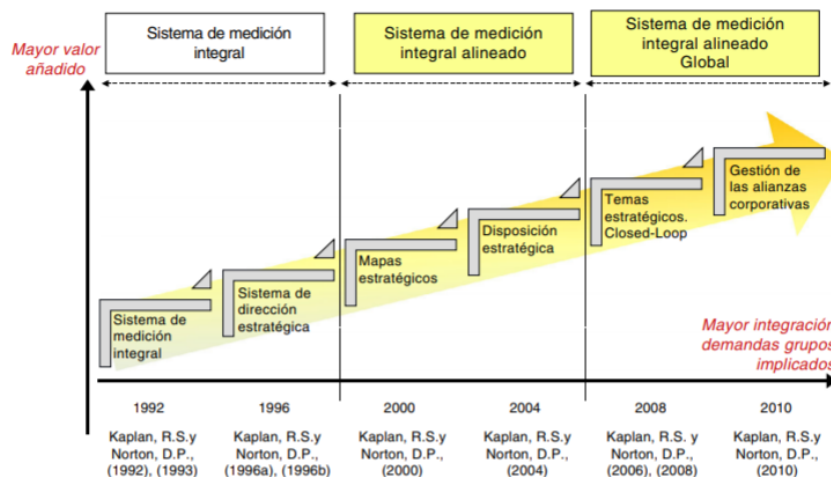 Sistema de medición
integral
Sistema de medición
integral alineado
Sistema de medición
integral alineado
Global
Mayor valor
añadido
Sistema de
medición
integral
Sistema de
dirección
estratégica
Mapas
estratégicos
Disposición
estratégica
Temas
estratégicos.
Closed-Loop
Gestión de
las alianzas
corporativas
Mayor integración
demandas grupos
implicados
1992
1996
2000
2004
2008
2010
Kaplan, R.S.y
Norton, D.P.,
(1992), (1993)
Kaplan, R.S.y
Norton, D.P.,
(1996a), (1996b)
Kaplan, R.S.y
Norton, D.P.,
(2000)
Kaplan, R.S.y
Norton, D.P.,
(2004)
Kaplan, R.S. y
Norton, D.P.,
(2006), (2008)
Kaplan, R.S.y
Norton, D.P.,
(2010)